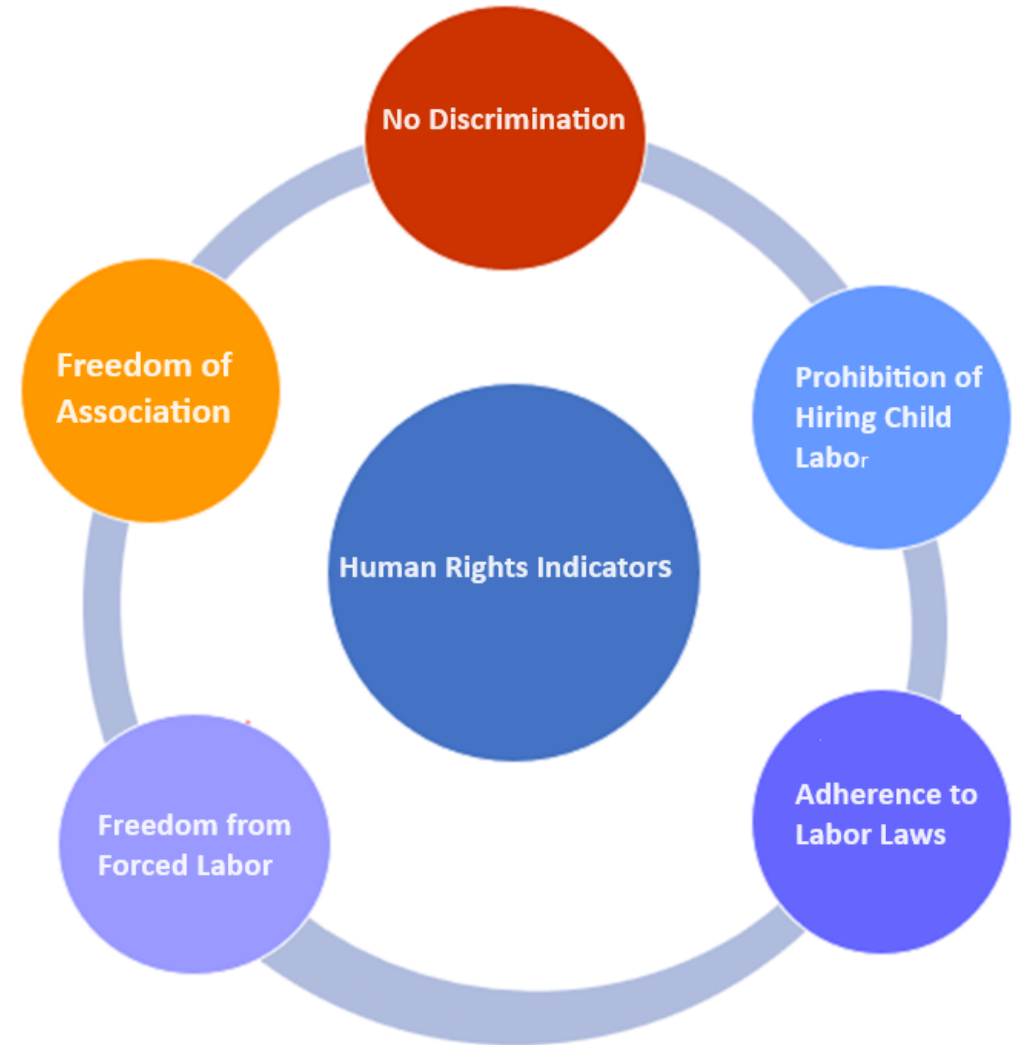 No Discrimination
Freedom of
Association
Prohibition of
Hiring Child
Labor
Human Rights Indicators
Adherence to
Labor Laws
Freedom from
Forced Labor